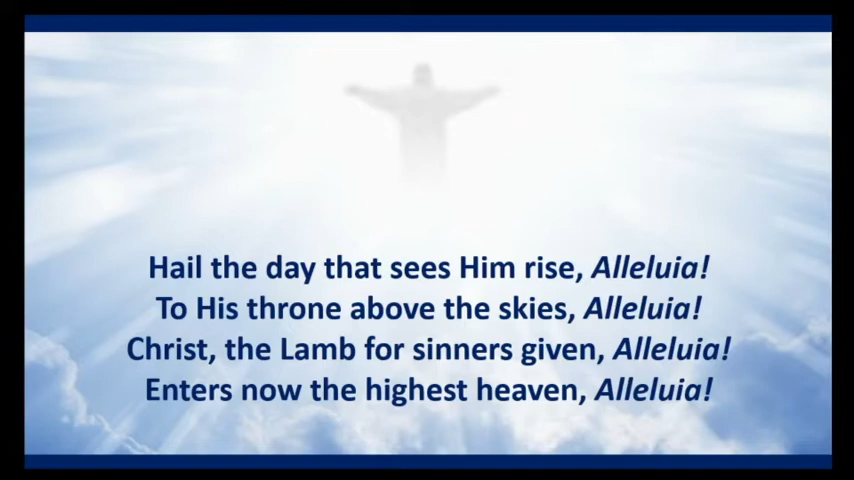 Hail the day that sees Him rise, Alleluia!
To His throne above the skies, Alleluia!
Christ, the Lamb for sinners given, Alleluia!
Enters now the highest heaven, Alleluia!